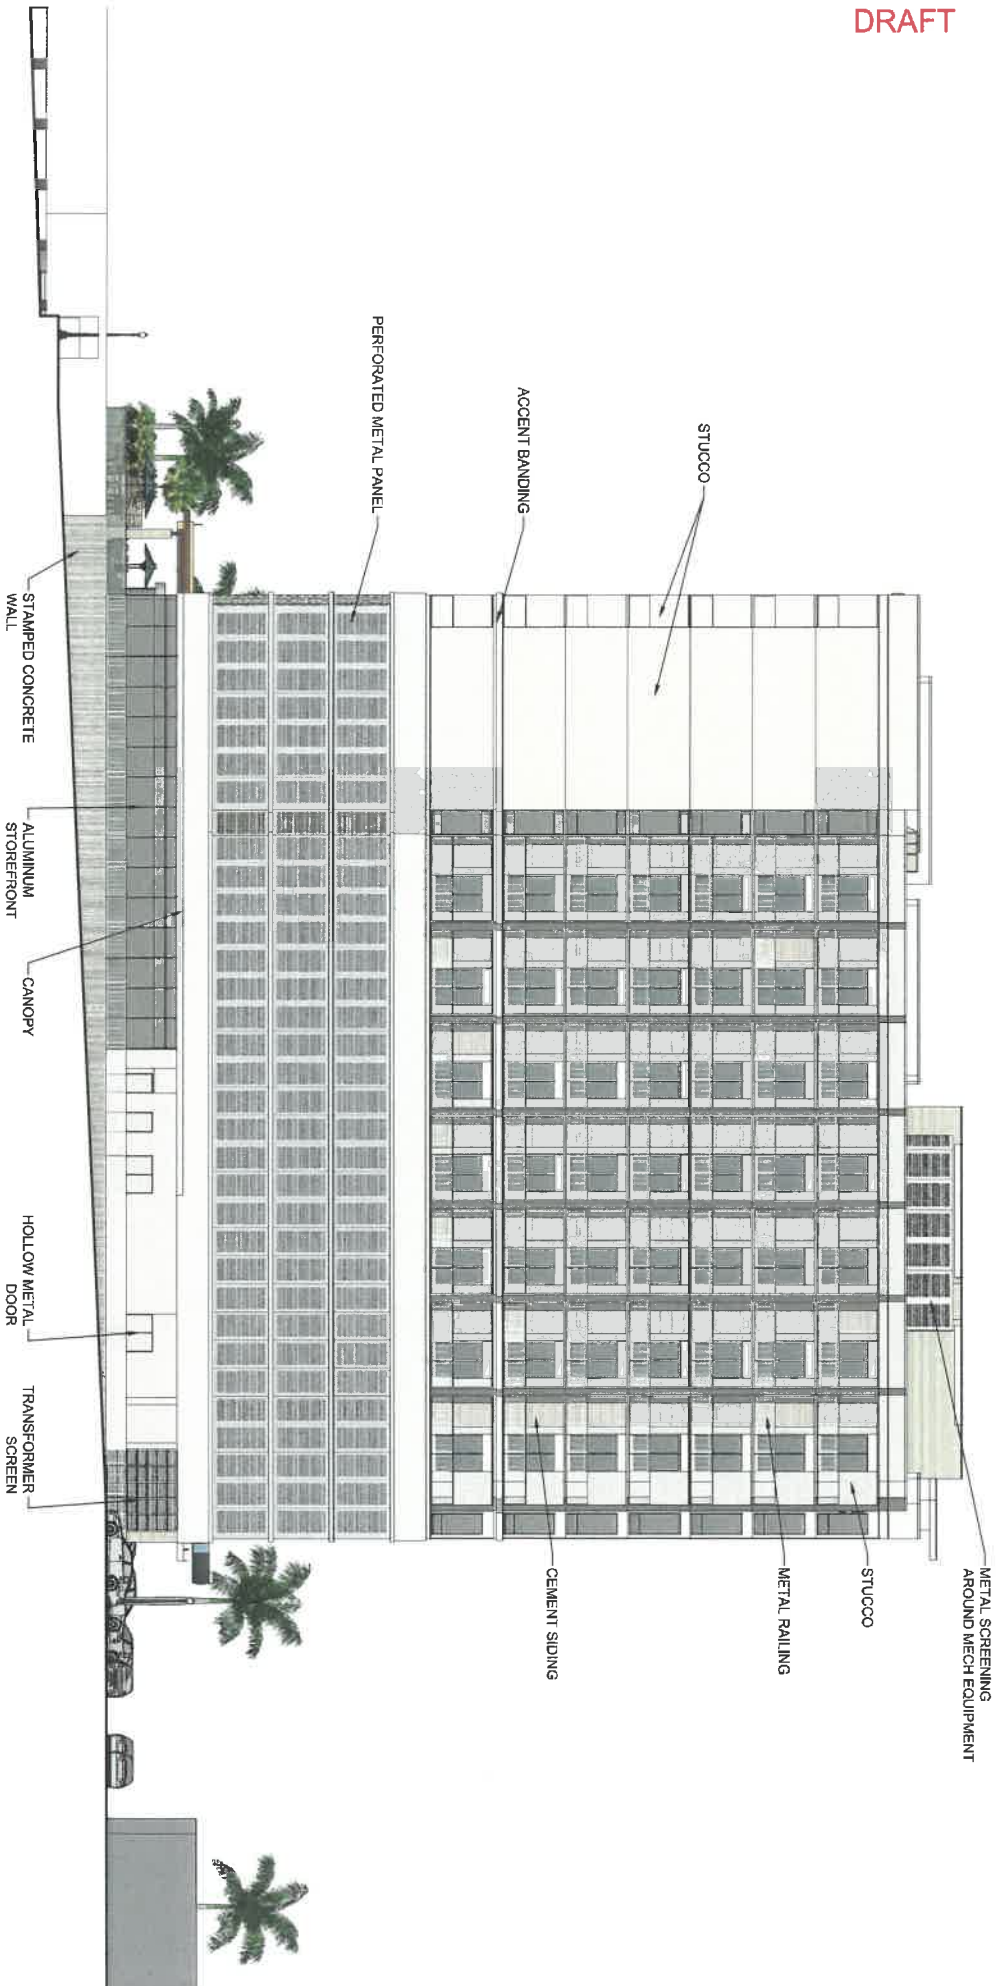 DRAFT
METAL SCREENING
AROUND MECH EQUIPMENT
STUCCO
STUCCO
METAL RAILING
ACCENT BANDING
CEMENT SIDING
PERFORATED METAL PANEL
STAMPED CONCRETE
WALL
ALUMINUM
STOREFRONT
CANOPY
HOLLOW METAL
DOOR
TRANSFORMER
SCREEN